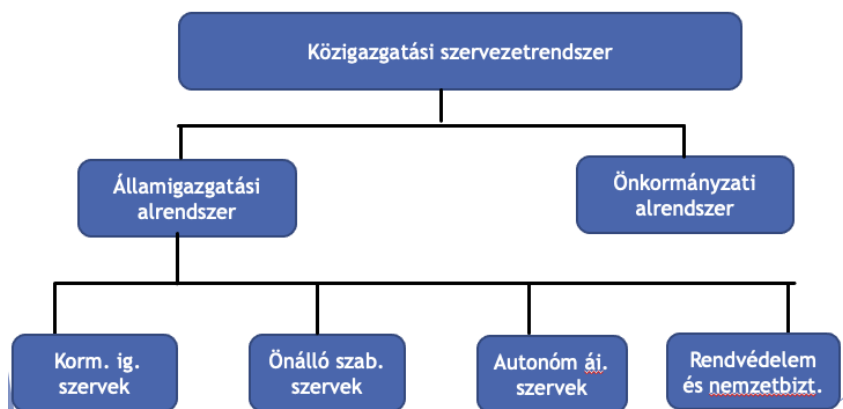 Közigazgatási szervezetrendszer
Államigazgatási
alrendszer
Önkormányzati
alrendszer
Korm. ig.
szervek
Önálló szab.
szervek
Autonóm ái.
szervek
Rendvédelem
és nemzetbizt.